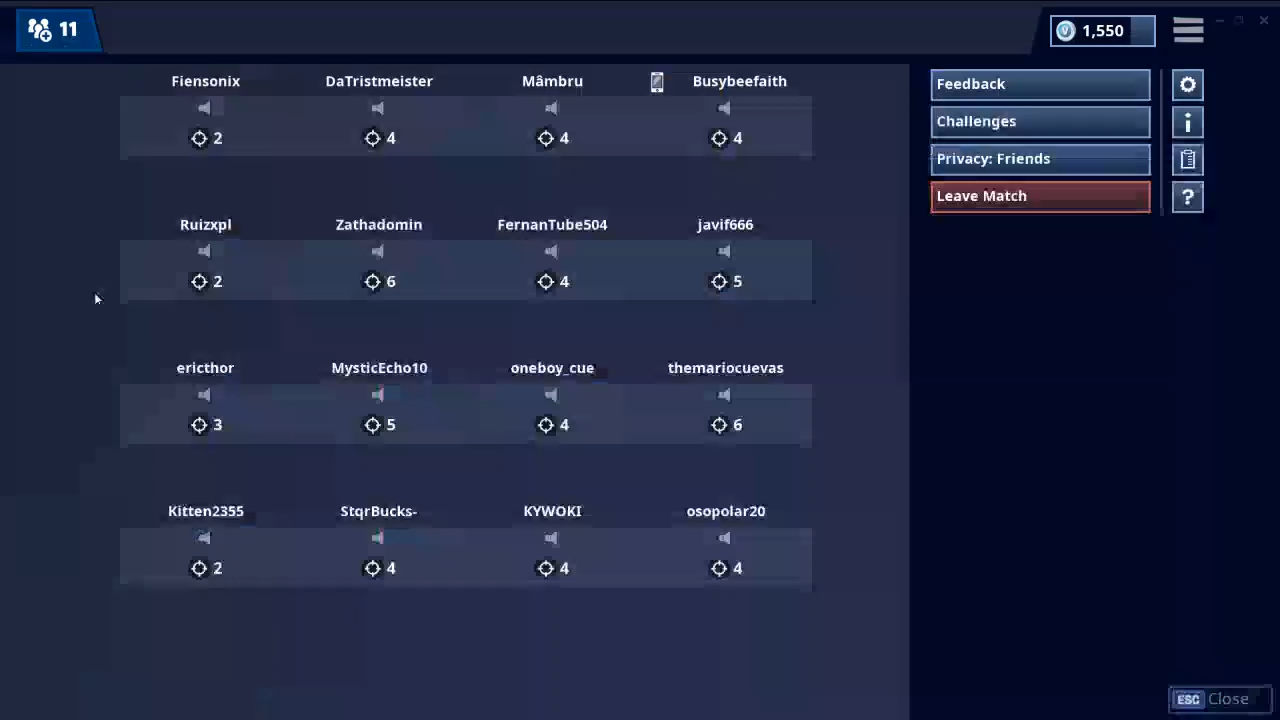 11
1,550
Fiensonix DaTristmeister Mâmbru Busybeefaith
2 4 4 4
Ruizxpl Zathadomin FernanTube504 javif666
2 6 4 5
ericthor MysticEcho10 oneboy_cue themariocuevas
3 5 4 6
Kitten2355 StqrBucks- KYWOKI osopolar20
2 4 4 4
Feedback
Challenges
Privacy: Friends
Leave Match
i
?
ESC Close